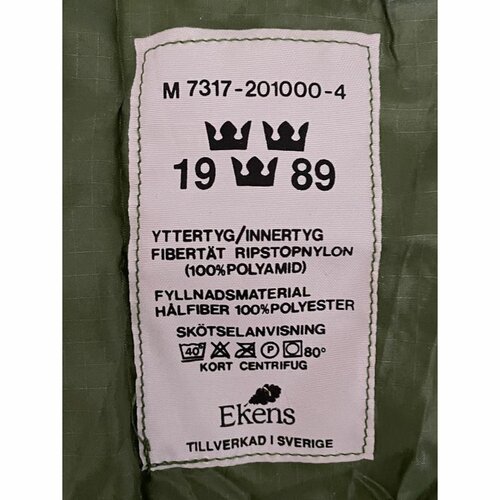 M 7317-201000-4
19 89
YTTERTYG/INNERTYG
FIBERTÄT RIPSTOPNYLON
(100%POLYAMID)
FYLLNADSMATERIAL
HÅLFIBER 100%POLYESTER
SKÖTSELANVISNING
40° P 80°
KORT CENTRIFUG
Ekens
TILLVERKAD I SVERIGE